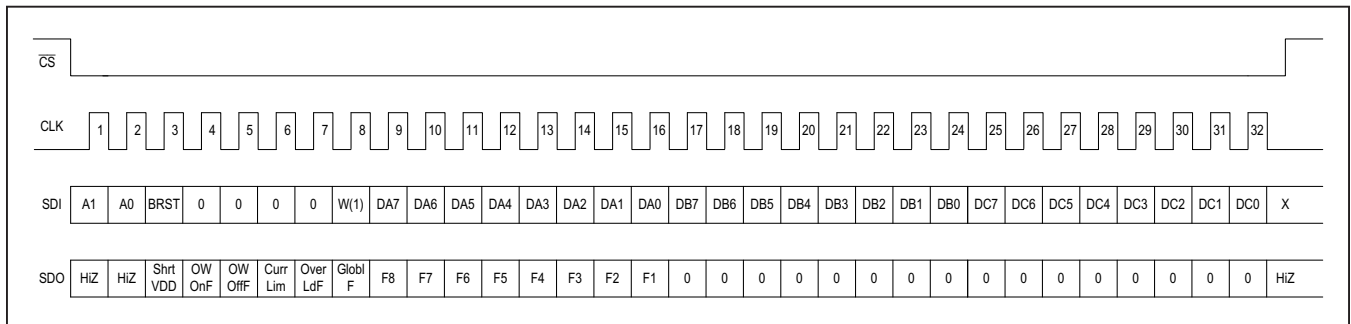 CS
CLK 1 2 3 4 5 6 7 8 9 10 11 12 13 14 15 16 17 18 19 20 21 22 23 24 25 26 27 28 29 30 31 32
SDI A1 A0 BRST 0 0 0 0 W(1) DA7 DA6 DA5 DA4 DA3 DA2 DA1 DA0 DB7 DB6 DB5 DB4 DB3 DB2 DB1 DB0 DC7 DC6 DC5 DC4 DC3 DC2 DC1 DC0 X
SDO HiZ HiZ Shrt VDD OW OnF OW OffF Curr Lim Over LdF Globl F F8 F7 F6 F5 F4 F3 F2 F1 0 0 0 0 0 0 0 0 0 0 0 0 0 0 0 0 HiZ